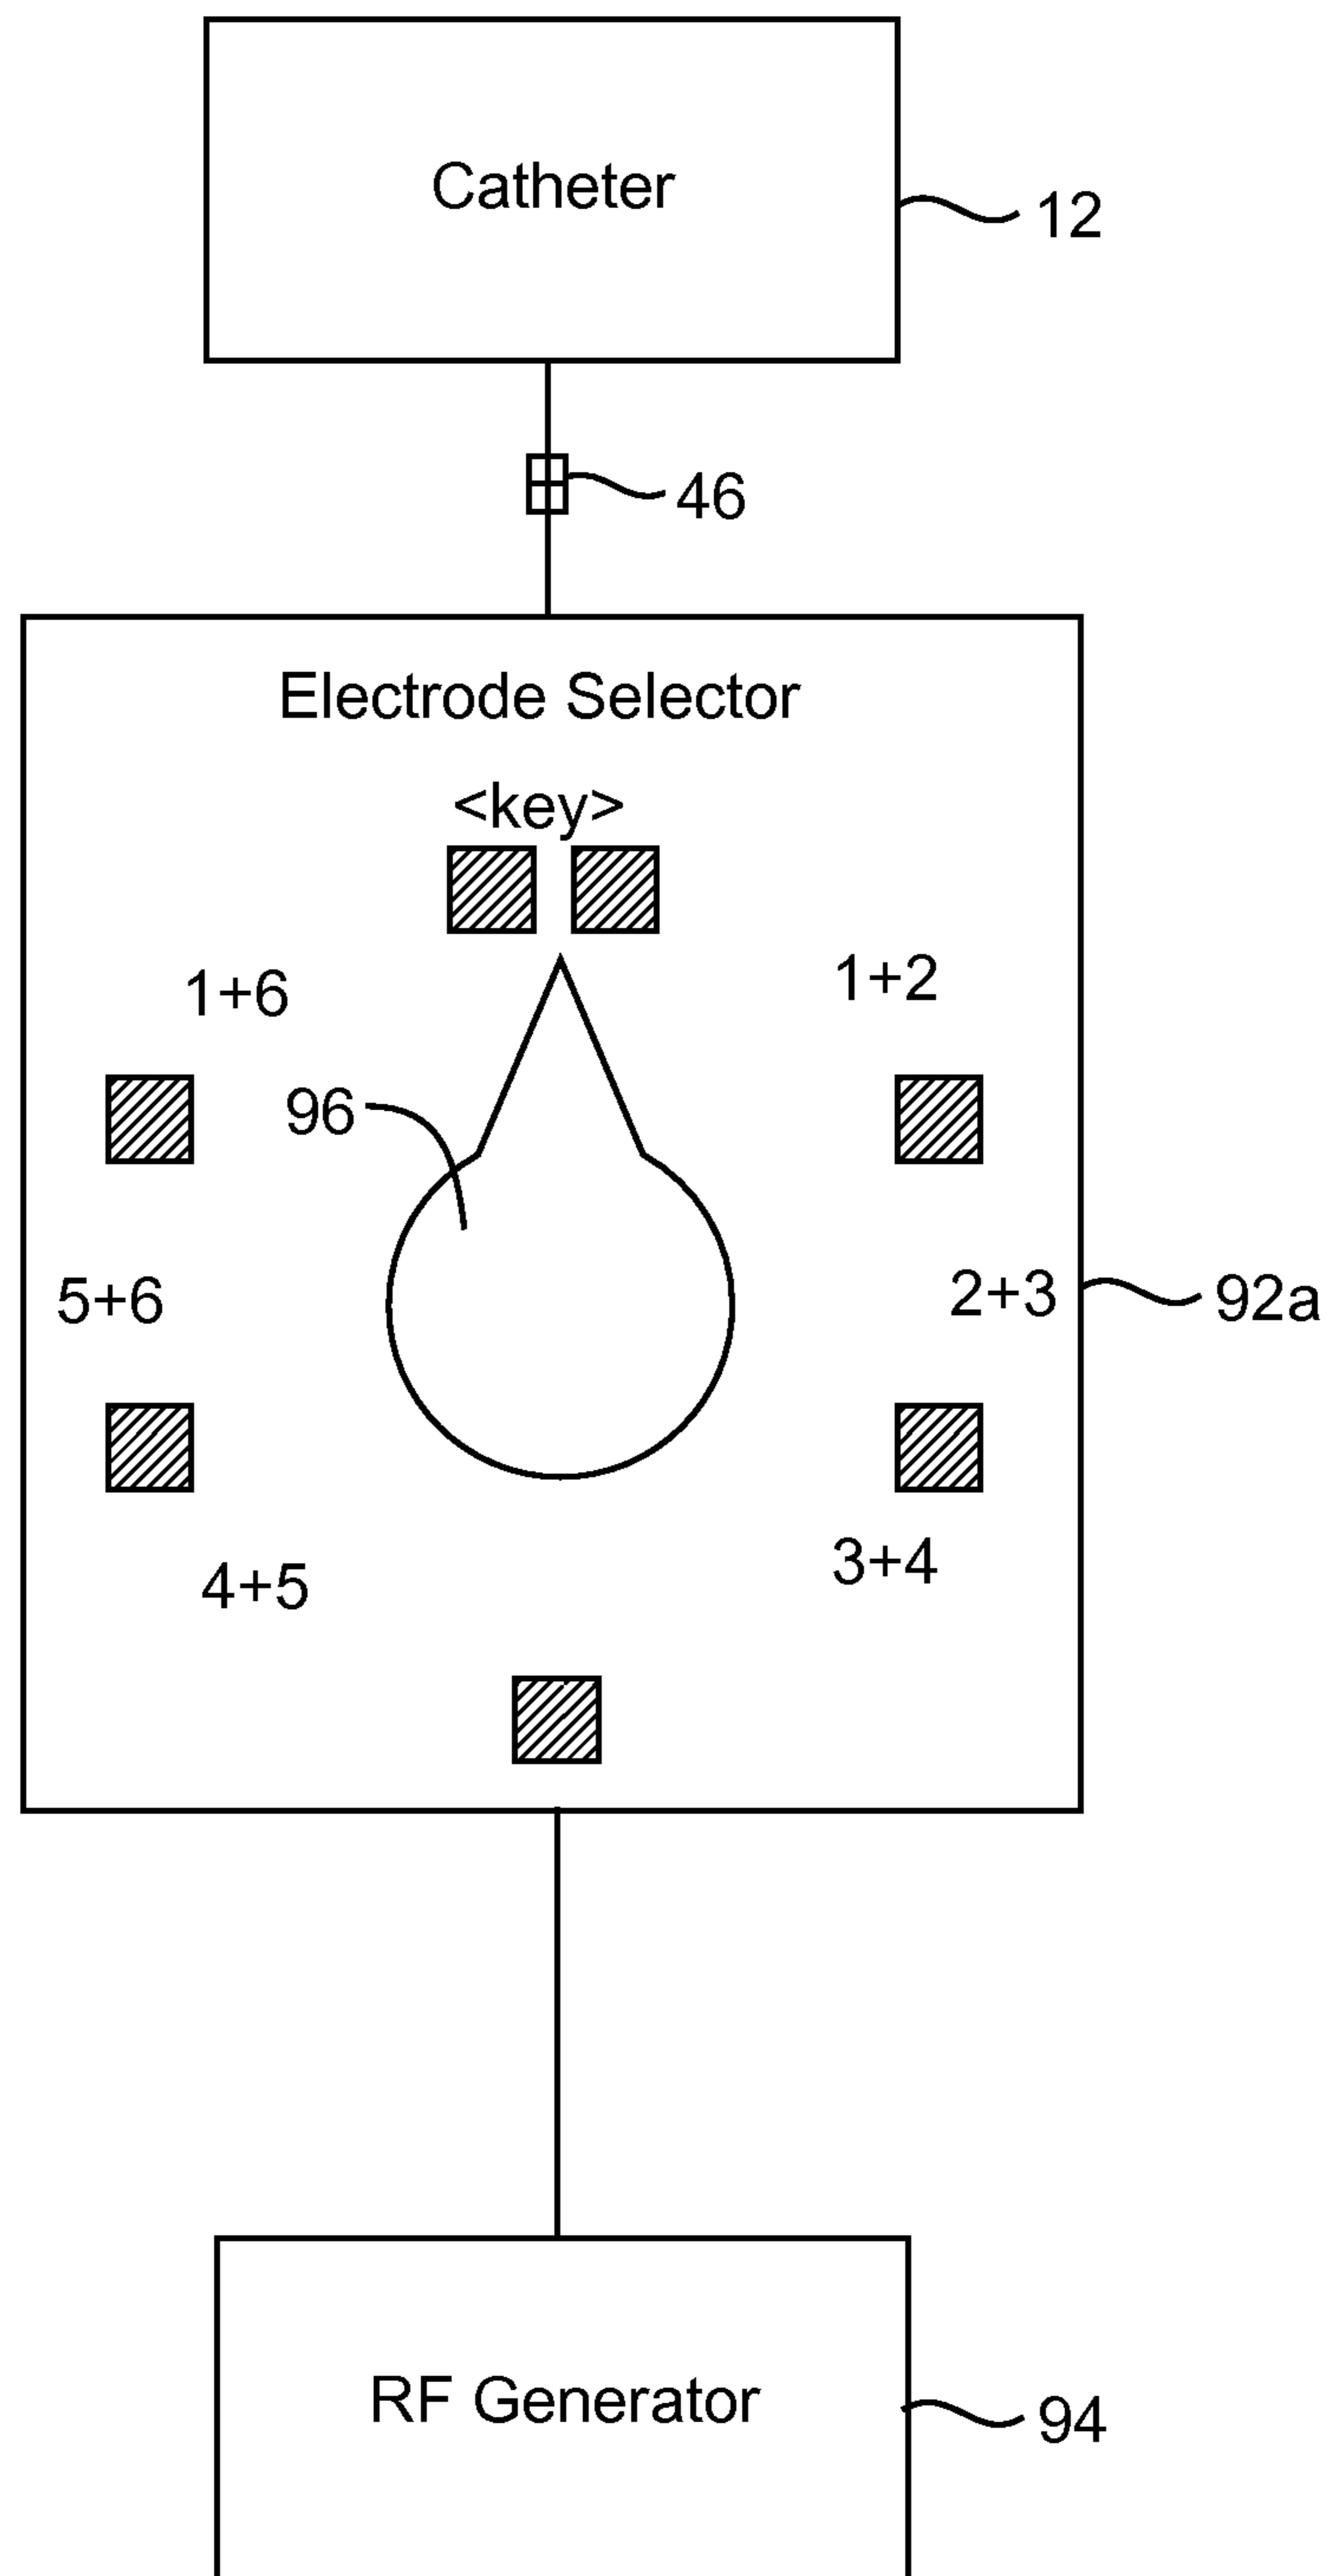 Catheter
12
46
Electrode Selector
<key>
1+6
1+2
96
5+6
2+3
92a
4+5
3+4
RF Generator
94